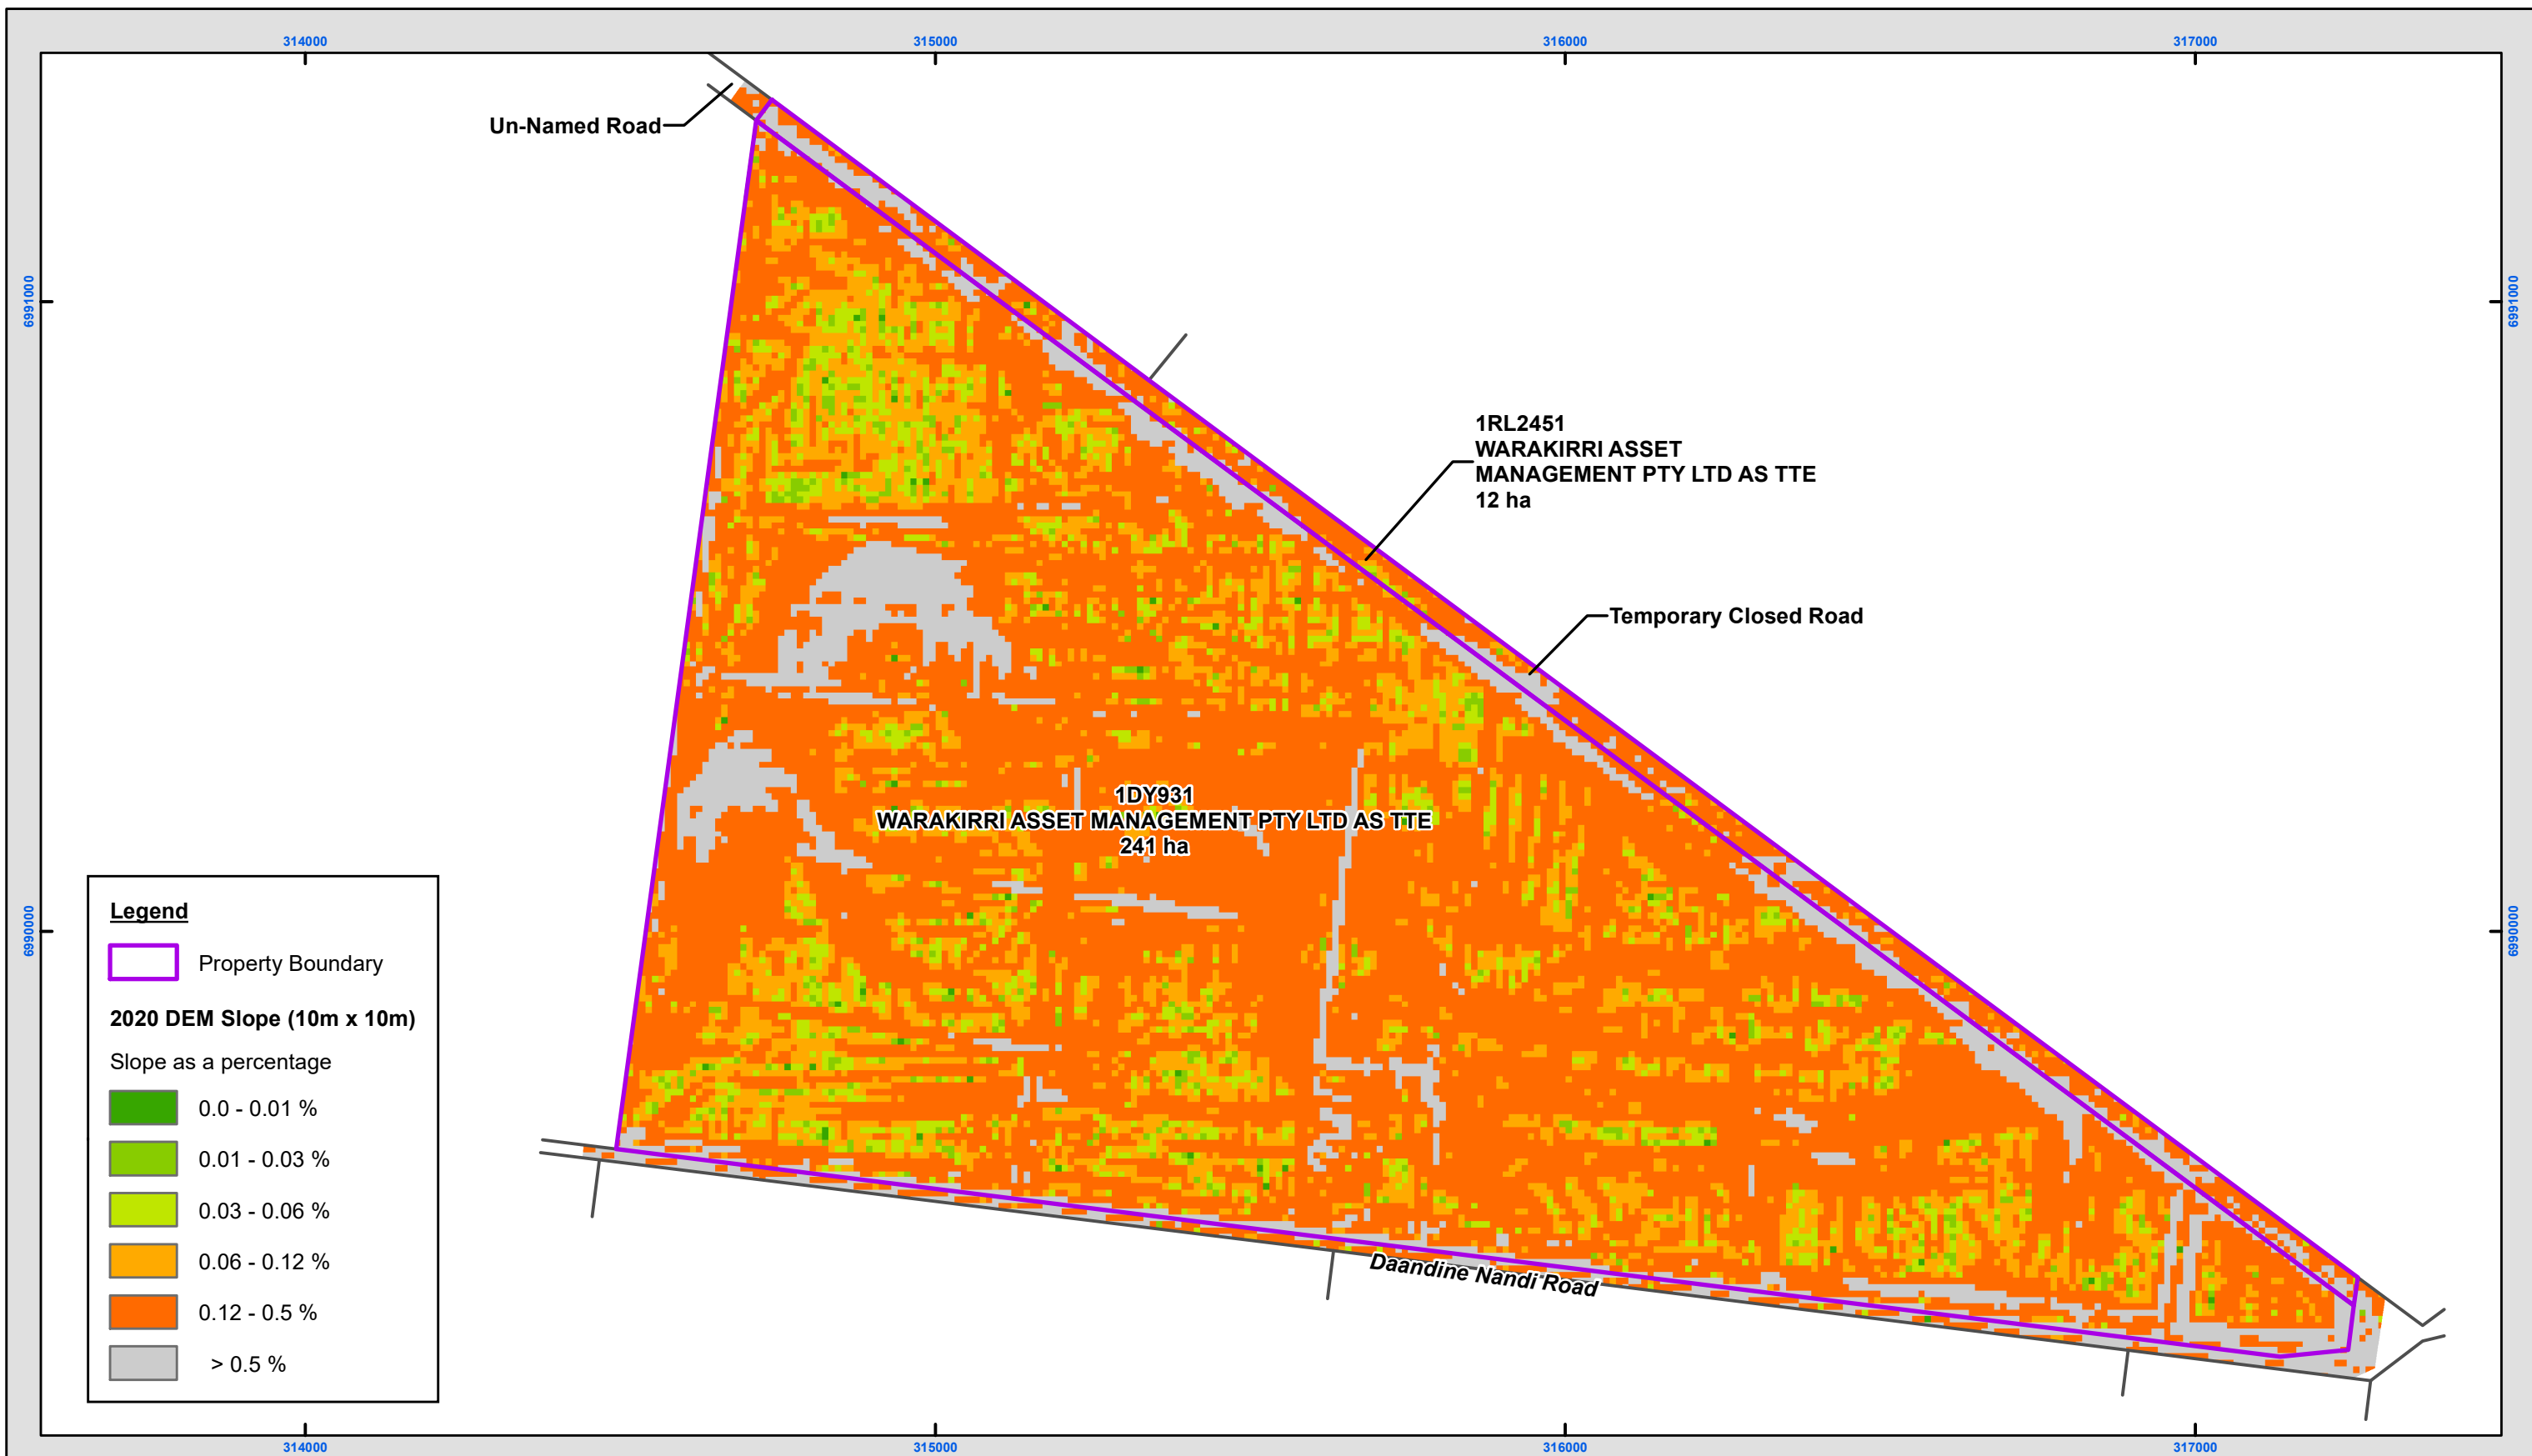 314000
315000
316000
317000
Un-Named Road
6991000
6991000
1RL2451
WARAKIRRI ASSET
MANAGEMENT PTY LTD AS TTE
12 ha
Temporary Closed Road
1DY931
WARAKIRRI ASSET MANAGEMENT PTY LTD AS TTE
241 ha
6990000
6990000
Legend
Property Boundary
2020 DEM Slope (10m x 10m)
Slope as a percentage
0.0 - 0.01 %
0.01 - 0.03 %
0.03 - 0.06 %
0.06 - 0.12 %
0.12 - 0.5 %
> 0.5 %
Daandine Nandi Road
314000
315000
316000
317000